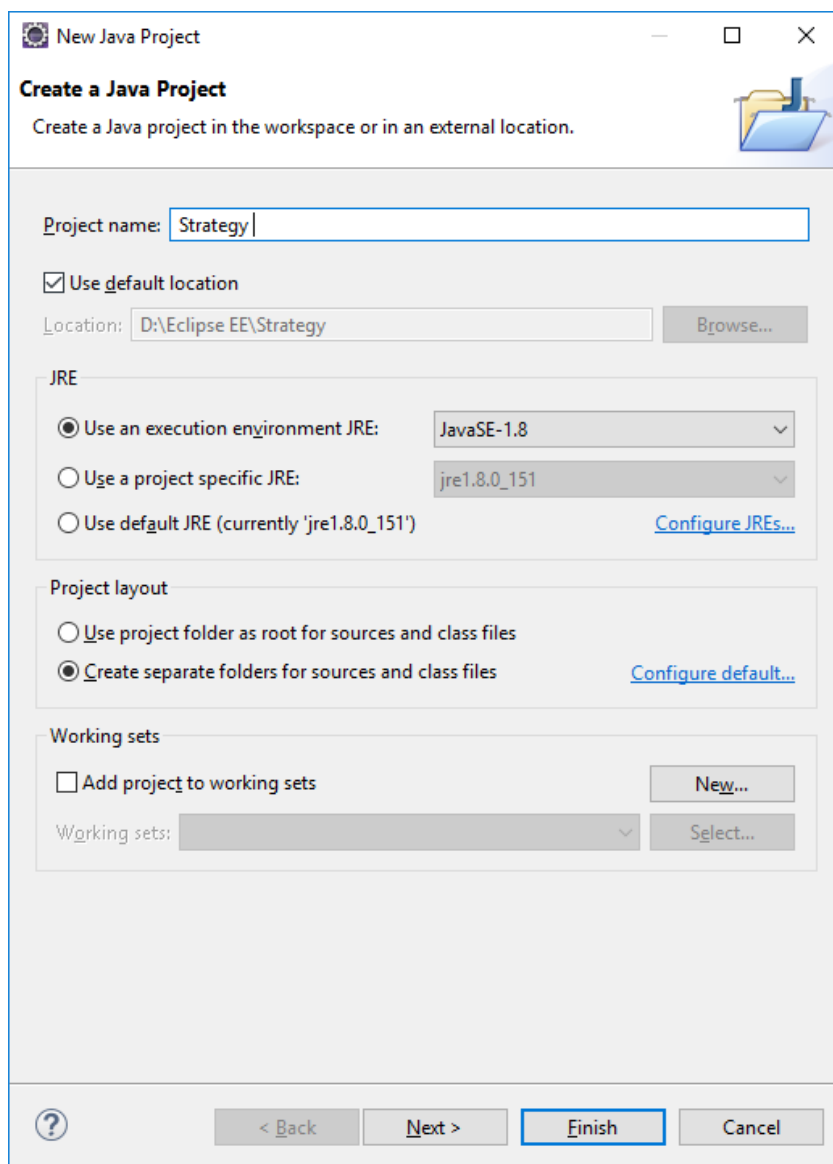 New Java Project
Create a Java Project
Create a Java project in the workspace or in an external location.
Project name: Strategy
Use default location
Location: D:\Eclipse EE\Strategy Browse...
JRE
Use an execution environment JRE: JavaSE-1.8
Use a project specific JRE: jre1.8.0_151
Use default JRE (currently 'jre1.8.0_151') Configure JREs...
Project layout
Use project folder as root for sources and class files
Create separate folders for sources and class files Configure default...
Working sets
Add project to working sets New...
Working sets: Select...
? < Back Next > Finish Cancel